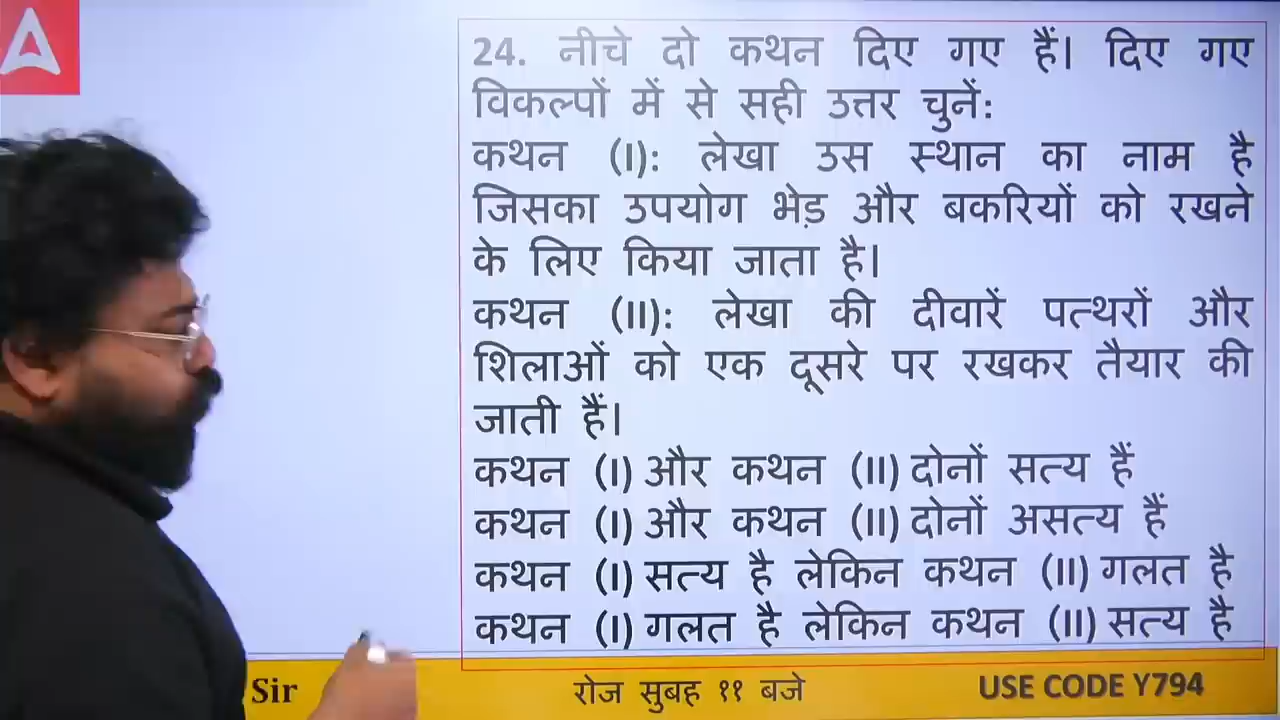 A
24. नीचे दो कथन दिए गए हैं। दिए गए
विकल्पों में से सही उत्तर चुनें:
कथन (I): लेखा उस स्थान का नाम है
जिसका उपयोग भेड़ और बकरियों को रखने
के लिए किया जाता है।
कथन (II): लेखा की दीवारें पत्थरों और
शिलाओं को एक दूसरे पर रखकर तैयार की
जाती हैं।
कथन (I) और कथन (II) दोनों सत्य हैं
कथन (I) और कथन (II) दोनों असत्य हैं
कथन (I) सत्य है लेकिन कथन (II) गलत है
कथन (I) गलत है लेकिन कथन (II) सत्य है
Sir
रोज सुबह ११ बजे
USE CODE Y794